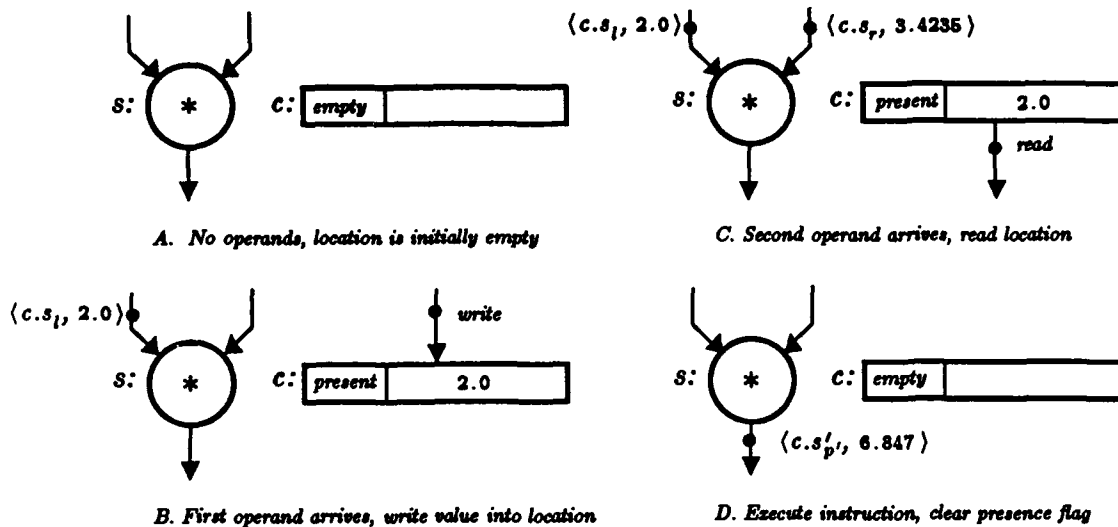 s: * c: empty
A. No operands, location is initially empty
⟨c.s_l, 2.0⟩
write
s: * c: present 2.0
B. First operand arrives, write value into location
⟨c.s_l, 2.0⟩ ⟨c.s_r, 3.4235⟩
s: * c: present 2.0
read
C. Second operand arrives, read location
s: * c: empty
⟨c.s′_p′, 6.847⟩
D. Execute instruction, clear presence flag